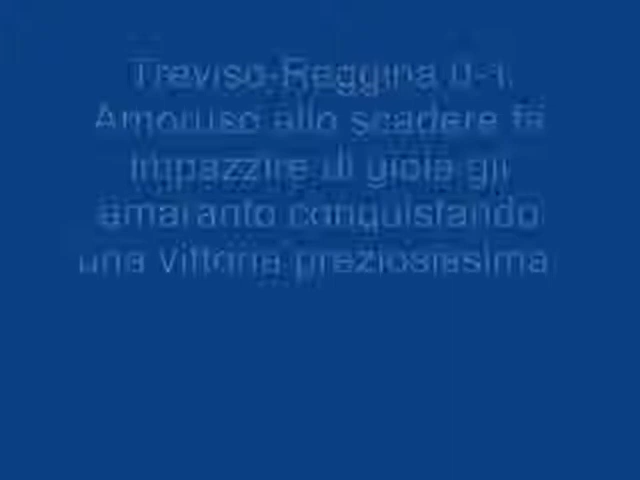 Treviso-Reggina 0-1.
Amoruso allo scadere fa
impazzire di gioia gli
amaranto conquistando
una vittoria preziosissima